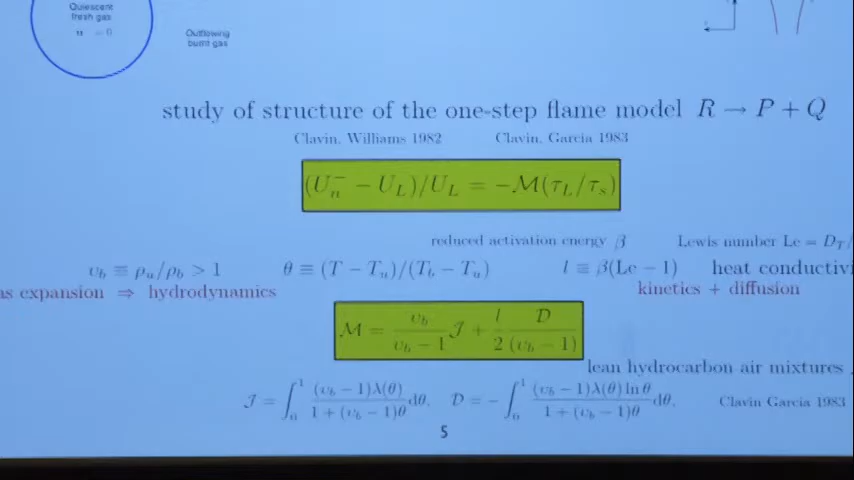 Quiescent
fresh gas
u = 0
Outflowing
burnt gas
study of structure of the one-step flame model R → P + Q
Clavin, Williams 1982 Clavin, Garcia 1983
(U_n^- − U_L)/U_L = −ℳ(τ_L/τ_s)
reduced activation energy β Lewis number Le = D_T/
υ_b ≡ ρ_u/ρ_b > 1 θ ≡ (T − T_u)/(T_b − T_u) l ≡ β(Le − 1) heat conductivi
as expansion ⇒ hydrodynamics kinetics + diffusion
ℳ = υ_b/(υ_b − 1) 𝒥 + l/2 𝒟/(υ_b − 1)
lean hydrocarbon-air mixtures
𝒥 = ∫_0^1 (υ_b − 1)λ(θ)/(1 + (υ_b − 1)θ) dθ, 𝒟 = − ∫_0^1 (υ_b − 1)λ(θ) ln θ/(1 + (υ_b − 1)θ) dθ, Clavin Garcia 1983
5